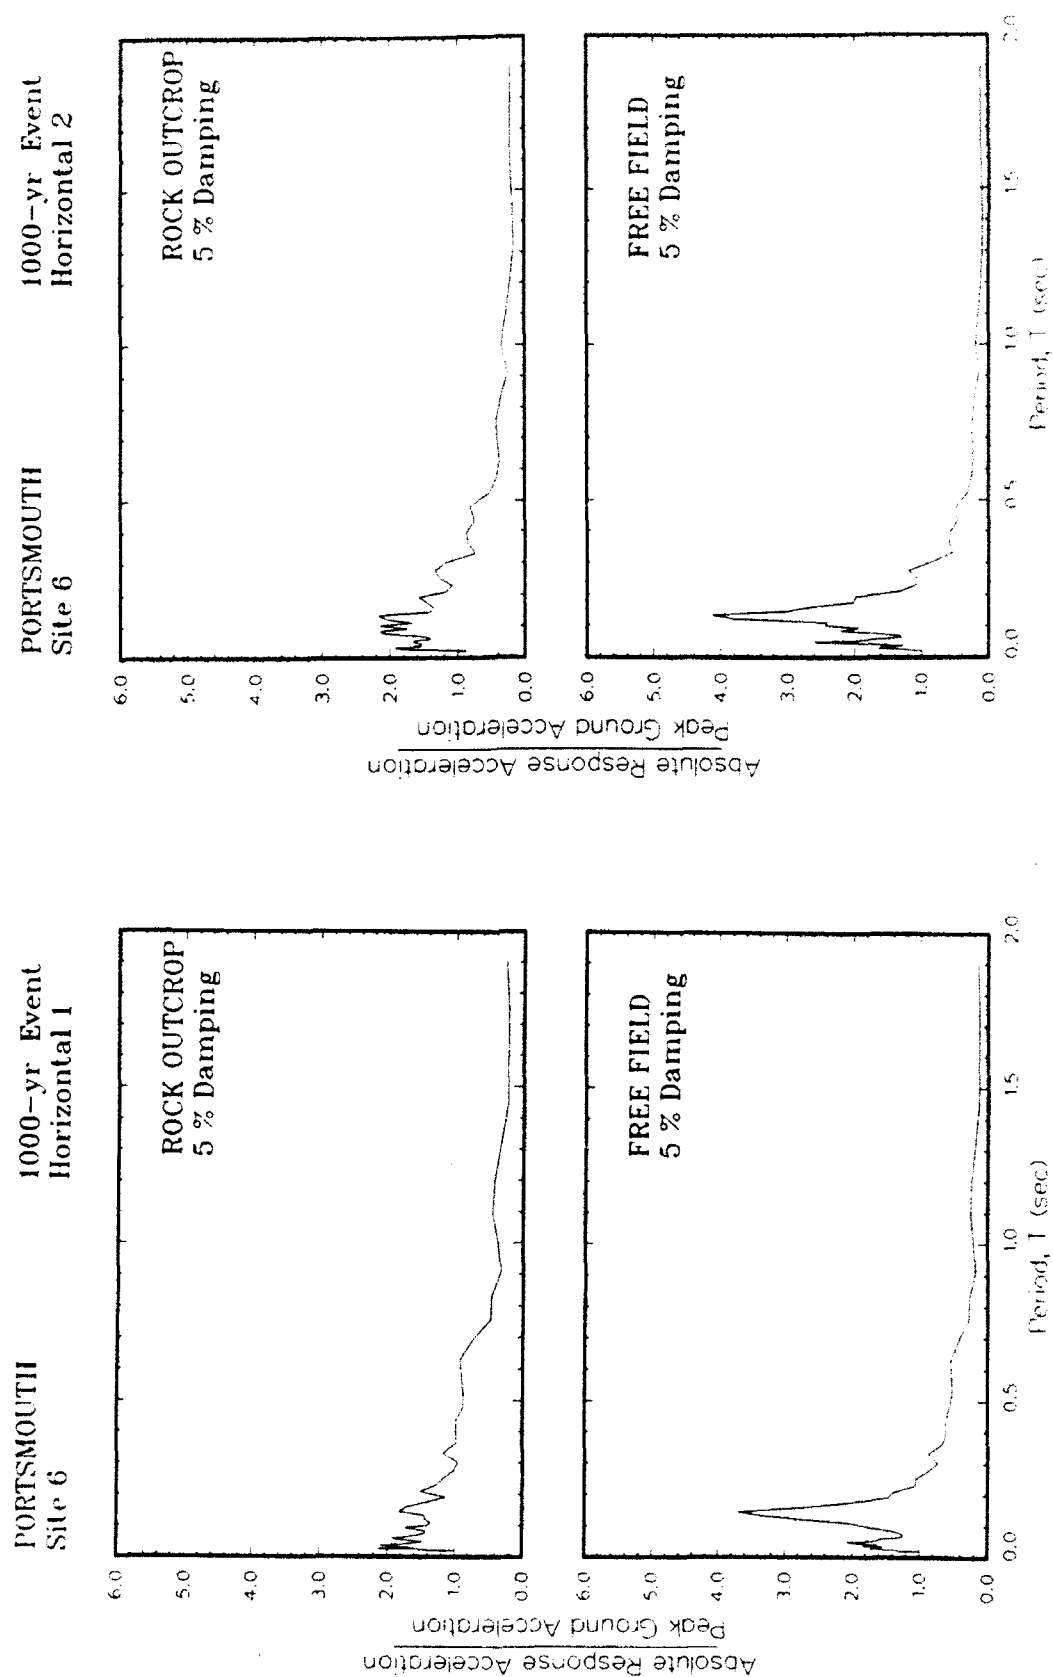 PORTSMOUTH
Site 6
1000-yr Event
Horizontal 1
ROCK OUTCROP
5 % Damping
6.0
5.0
4.0
3.0
2.0
1.0
0.0
Absolute Response Acceleration
Peak Ground Acceleration
FREE FIELD
5 % Damping
6.0
5.0
4.0
3.0
2.0
1.0
0.0
0.0
0.5
1.0
1.5
2.0
Period, T (sec)
PORTSMOUTH
Site 6
1000-yr Event
Horizontal 2
ROCK OUTCROP
5 % Damping
6.0
5.0
4.0
3.0
2.0
1.0
0.0
Absolute Response Acceleration
Peak Ground Acceleration
FREE FIELD
5 % Damping
6.0
5.0
4.0
3.0
2.0
1.0
0.0
0.0
0.5
1.0
1.5
2.0
Period, T (sec)